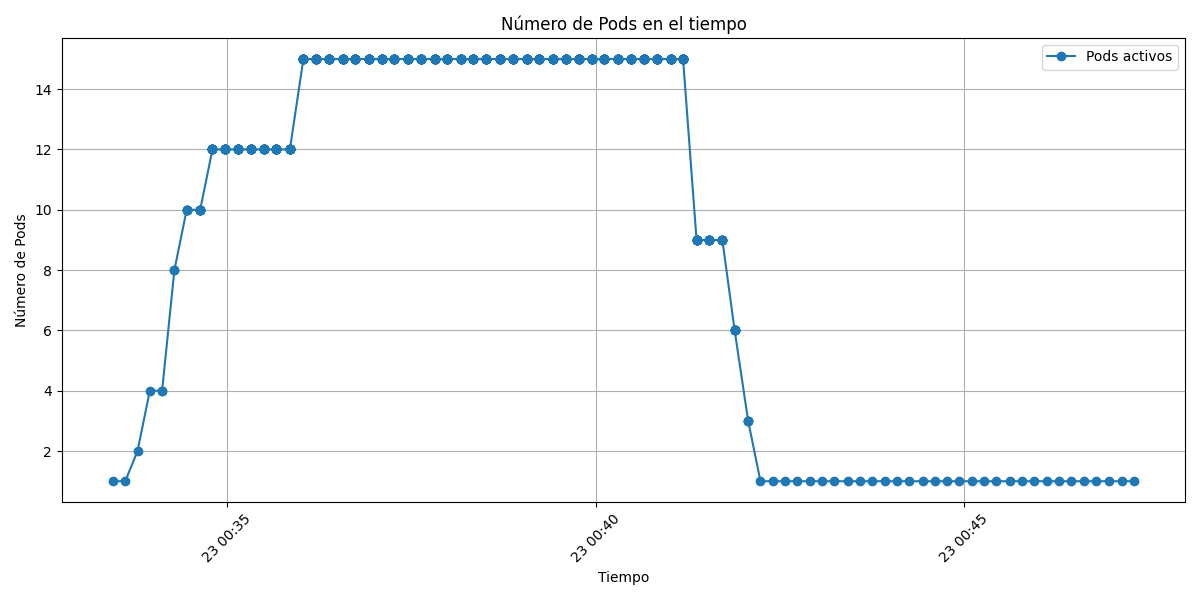 Número de Pods en el tiempo
Pods activos
Número de Pods
14
12
10
8
6
4
2
23 00:35
23 00:40
23 00:45
Tiempo